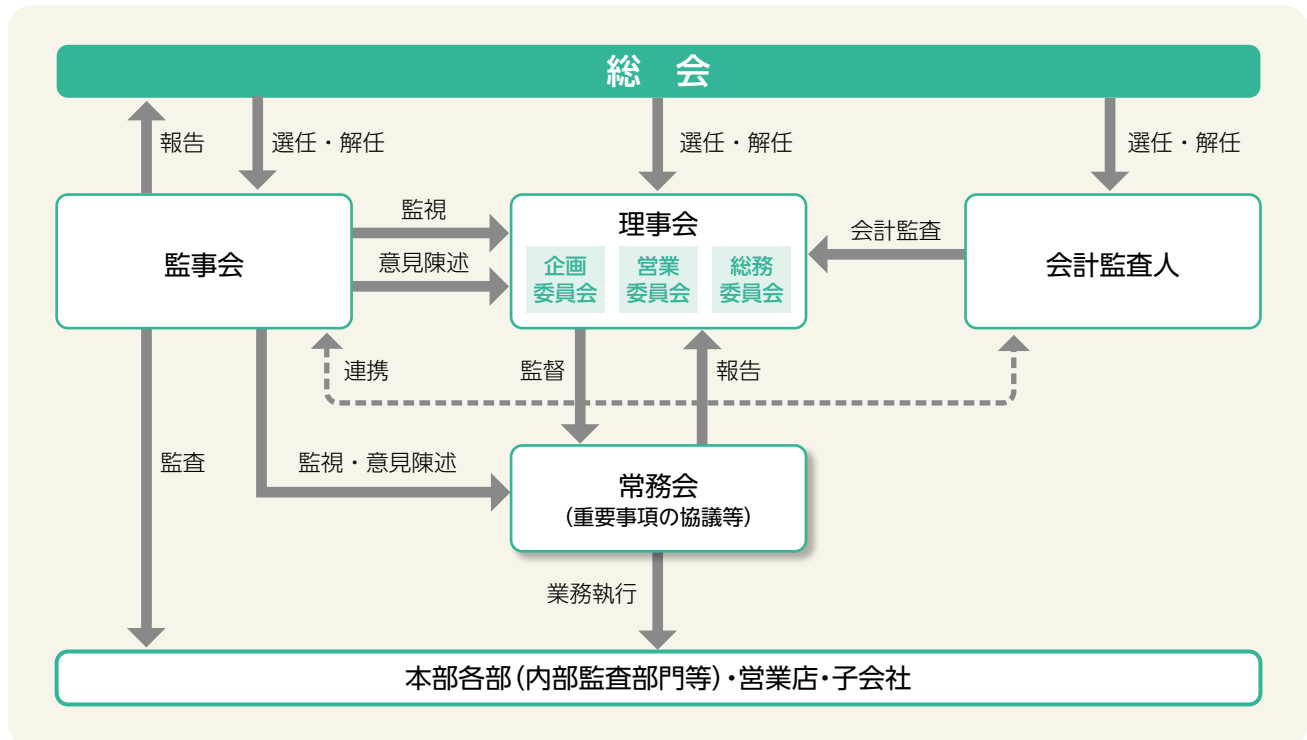 総　会
報告
選任・解任
選任・解任
選任・解任
監事会
監視
意見陳述
理事会
企画
委員会
営業
委員会
総務
委員会
会計監査
会計監査人
連携
監督
報告
監査
監視・意見陳述
常務会
（重要事項の協議等）
業務執行
本部各部（内部監査部門等）・営業店・子会社